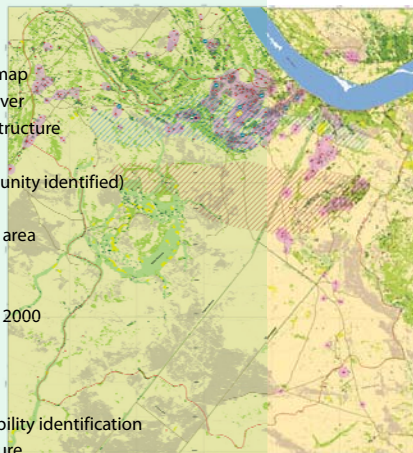 map
ver
tructure
unity identified)
area
2000
bility identification
ure